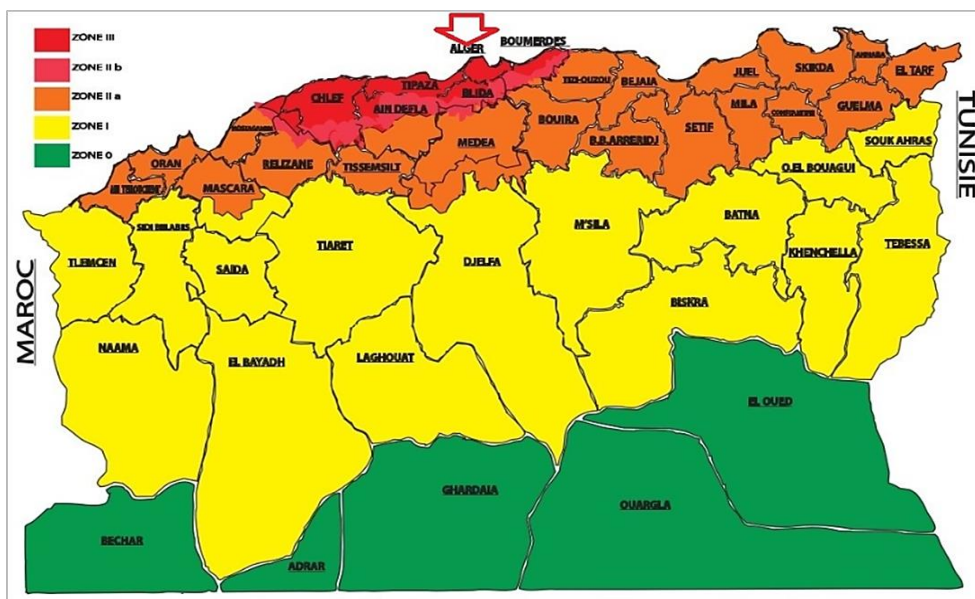 ZONE III
ZONE II b
ZONE II a
ZONE I
ZONE 0
ALGER
BOUMERDES
TIPAZA
CHLEF
AIN DEFLA
BLIDA
TIZI-OUZOU
BEJAIA
JIJEL
SKIKDA
ANNABA
EL TARF
BOUIRA
B.B.ARRERIDJ
SETIF
MILA
CONSTANTINE
GUELMA
SOUK AHRAS
MEDEA
ORAN
MASCARA
RELIZANE
TISSEMSILT
O.EL BOUAGUI
TUNISIE
TLEMCEN
SIDI BELABES
SAIDA
TIARET
DJELFA
M'SILA
BATNA
KHENCHELLA
TEBESSA
BISKRA
MAROC
NAAMA
EL BAYADH
LAGHOUAT
EL OUED
GHARDAIA
OUARGLA
BECHAR
ADRAR